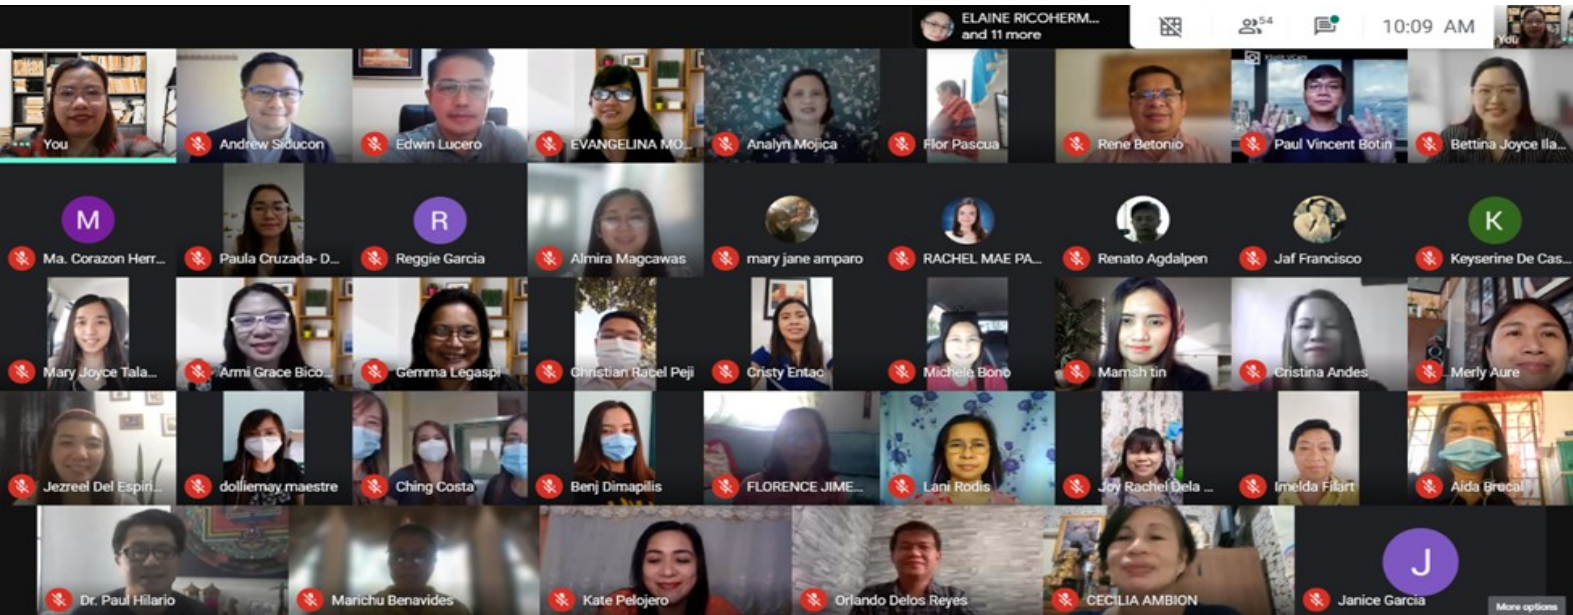 ELAINE RICOHERM...
and 11 more
54
10:09 AM
You
You
Andrew Siducon
Edwin Lucero
EVANGELINA MO...
Analyn Mojica
Flor Pascua
Rene Betonio
Paul Vincent Botin
Bettina Joyce Ila...
M
R
K
Ma. Corazon Herr...
Paula Cruzada- D...
Reggie Garcia
Almira Magcawas
mary jane amparo
RACHEL MAE PA...
Renato Agdalpen
Jaf Francisco
Keyserine De Cas...
Mary Joyce Tala...
Armi Grace Bico...
Gemma Legaspi
Christian Racel Peji
Cristy Entac
Michele Bono
Mamsh tin
Cristina Andes
Merly Aure
Jezreel Del Espiri...
dolliemay maestre
Ching Costa
Benj Dimapilis
FLORENCE JIME...
Lani Rodis
Joy Rachel Dela ...
Imelda Filart
Aida Brucal
J
Dr. Paul Hilario
Marichu Benavides
Kate Pelojero
Orlando Delos Reyes
CECILIA AMBION
Janice Garcia
More options